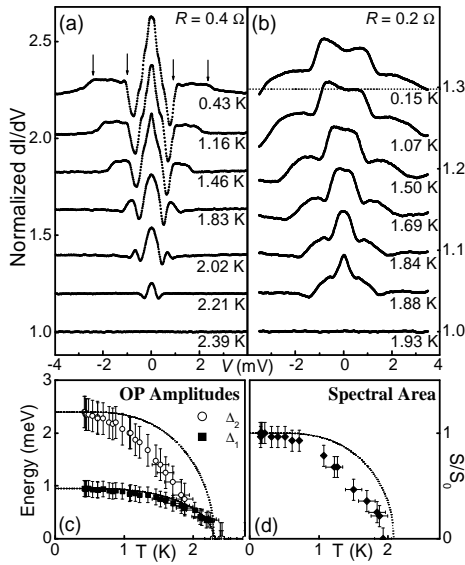 (a) R = 0.4 Ω
(b) R = 0.2 Ω
Normalized dI/dV
2.5
2.0
1.5
1.0
0.43 K
1.16 K
1.46 K
1.83 K
2.02 K
2.21 K
2.39 K
0.15 K
1.07 K
1.50 K
1.69 K
1.84 K
1.88 K
1.93 K
1.3
1.2
1.1
1.0
-4 -2 0 2 -2 0 2 4
V (mV)
OP Amplitudes
Δ2
Δ1
Energy (meV)
3
2
1
0
(c)
0 1 2
T (K)
Spectral Area
(d)
1
0
S/S0
0 1 2
T (K)